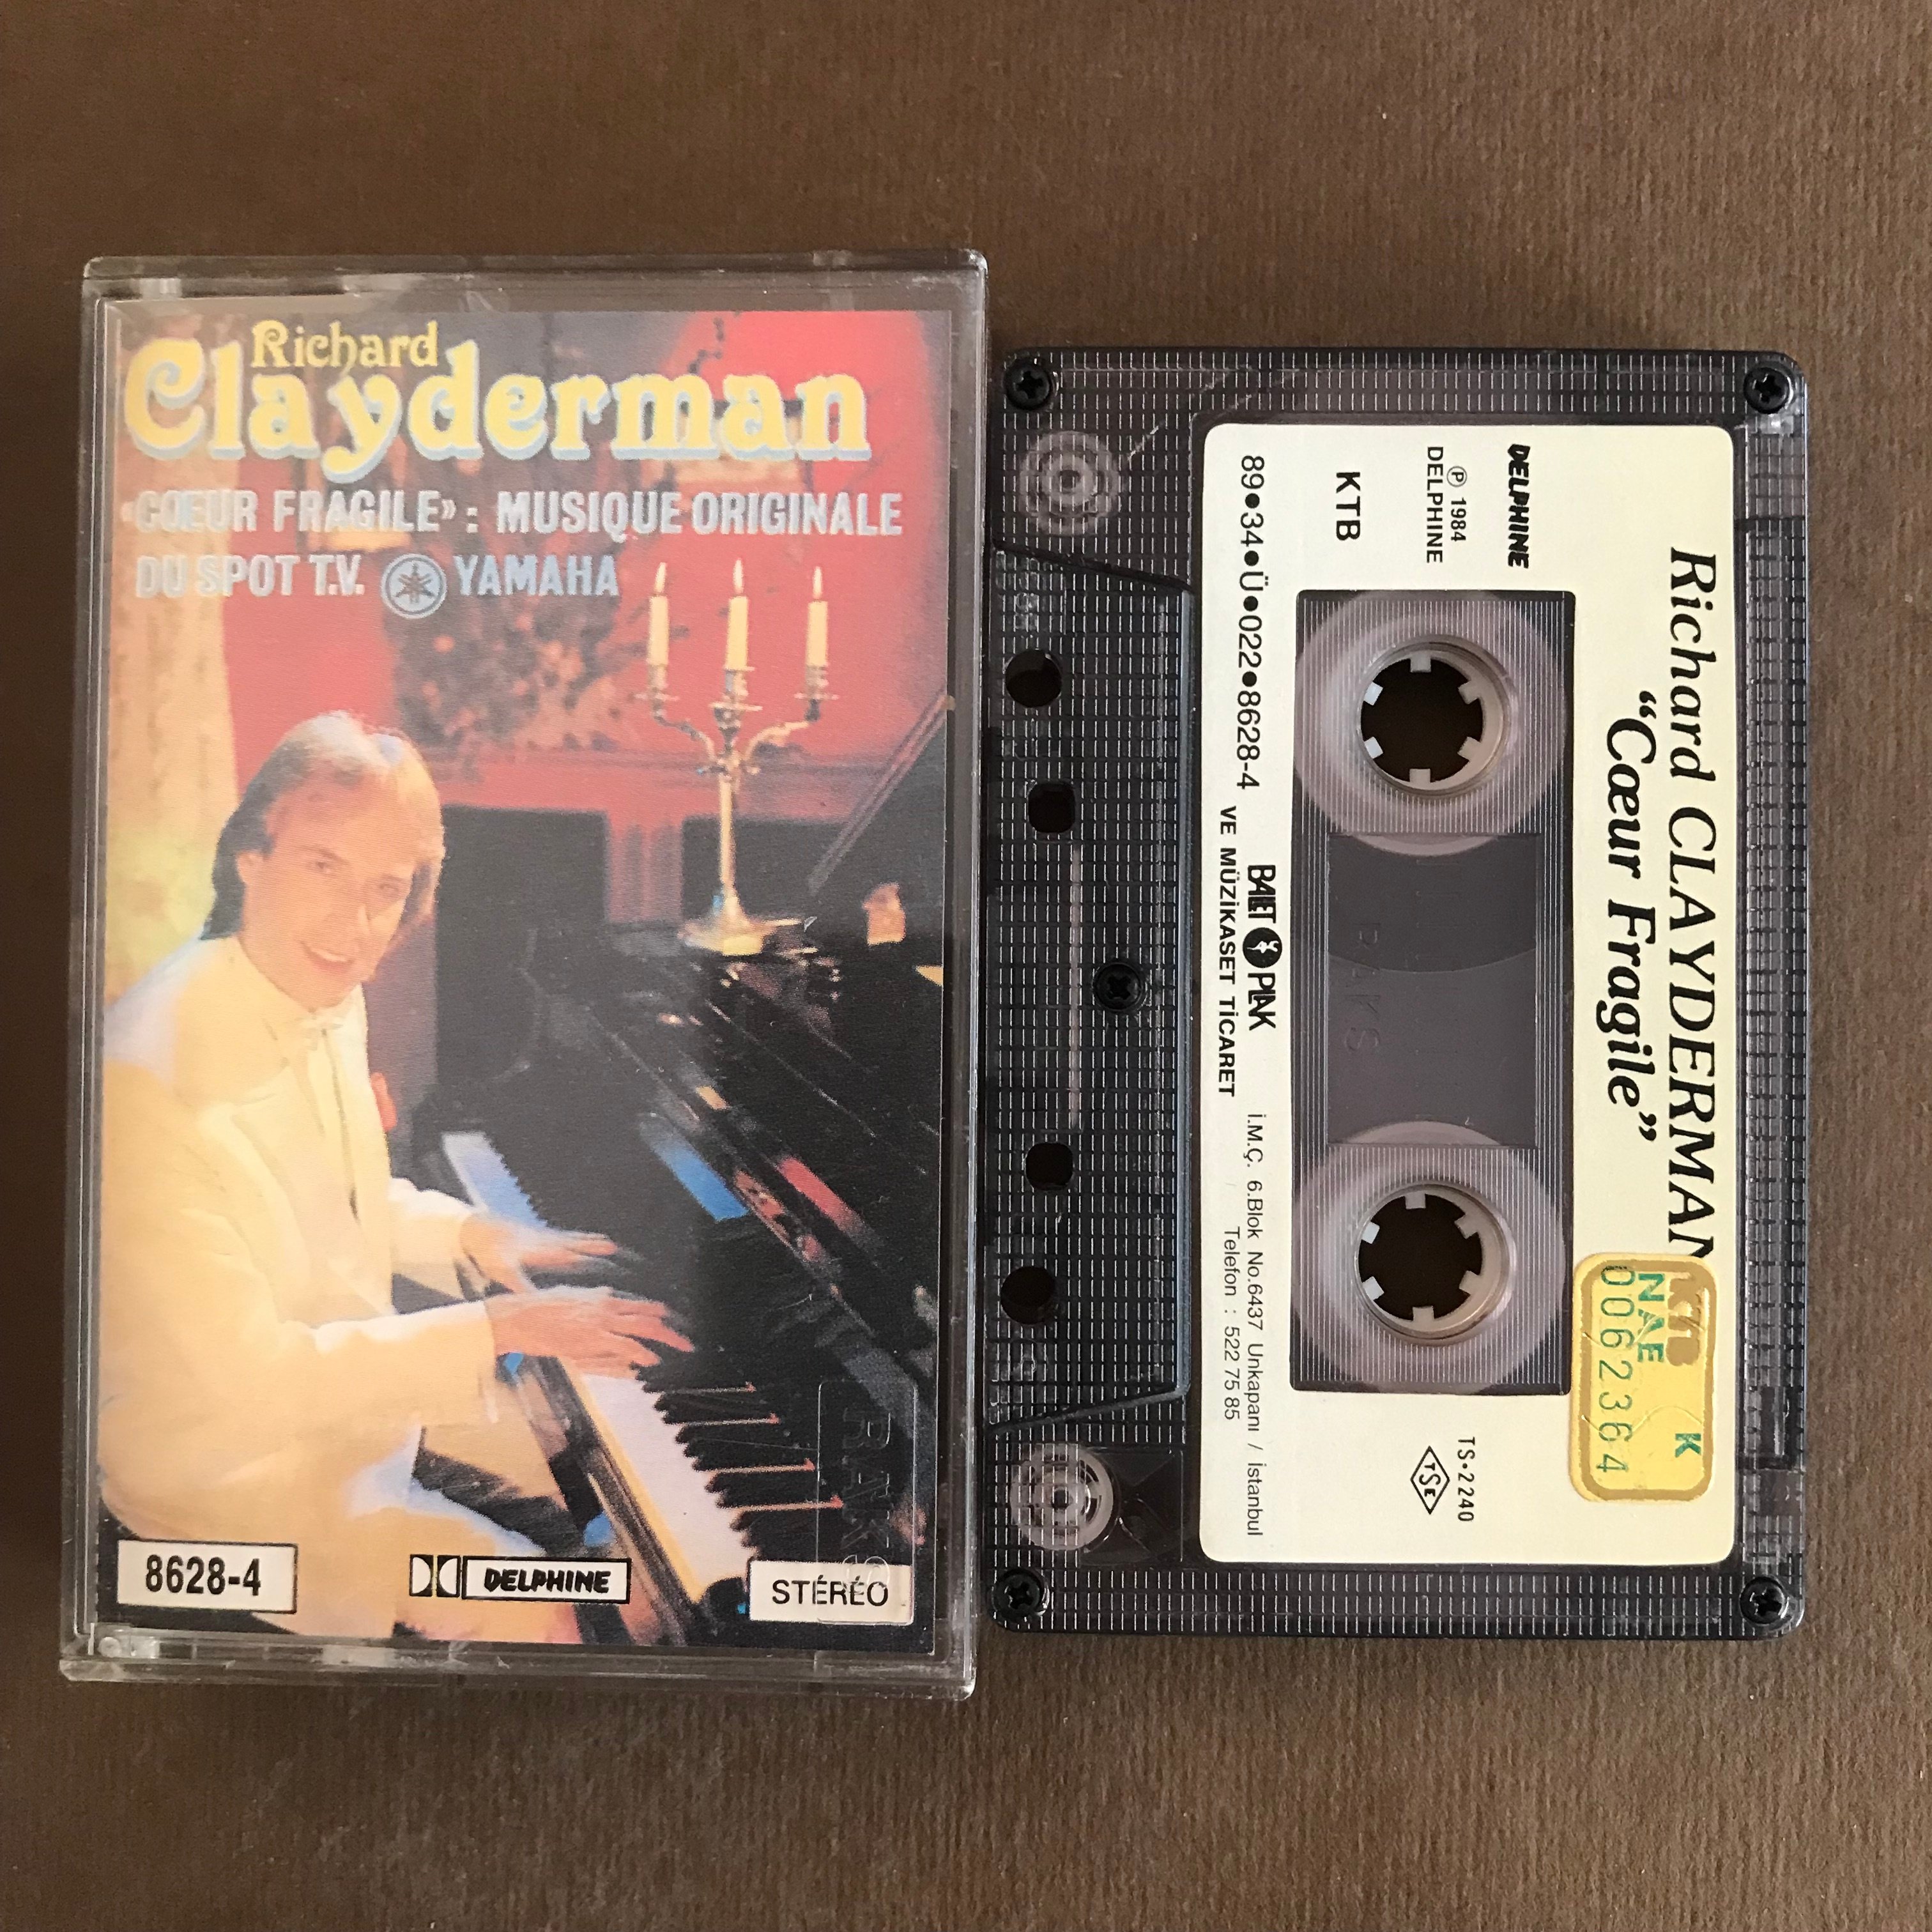 Richard
Clayderman
«CŒUR FRAGILE» : MUSIQUE ORIGINALE
DU SPOT T.V. YAMAHA
RAKS
8628-4
DELPHINE
STÉRÉO
Richard CLAYDERMAN
“Cœur Fragile”
DELPHINE
℗ 1984
DELPHINE
KTB
RAKS
TS•2240
TSE
K
NAE
0062364
89•34•Ü•022•8628-4
BALET PLAK
VE MÜZİKASET TİCARET
İ.M.Ç. 6.Blok No.6437 Unkapanı / İstanbul
Telefon : 522 75 85